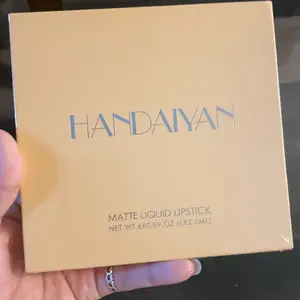 HANDAIYAN
MATTE LIQUID LIPSTICK
NET WT.6X0.09 OZ (6X2.5ML)